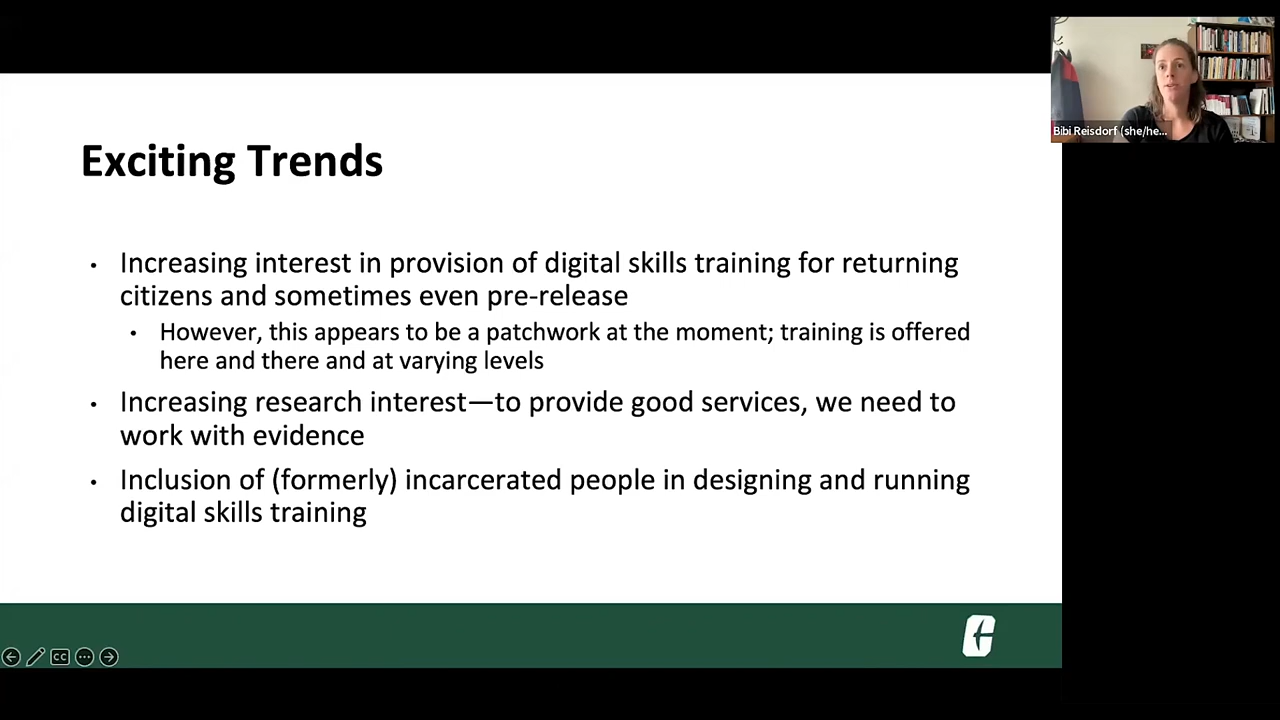 Bibi Reisdorf (she/he...
Exciting Trends
• Increasing interest in provision of digital skills training for returning
citizens and sometimes even pre-release
• However, this appears to be a patchwork at the moment; training is offered
here and there and at varying levels
• Increasing research interest—to provide good services, we need to
work with evidence
• Inclusion of (formerly) incarcerated people in designing and running
digital skills training
CC